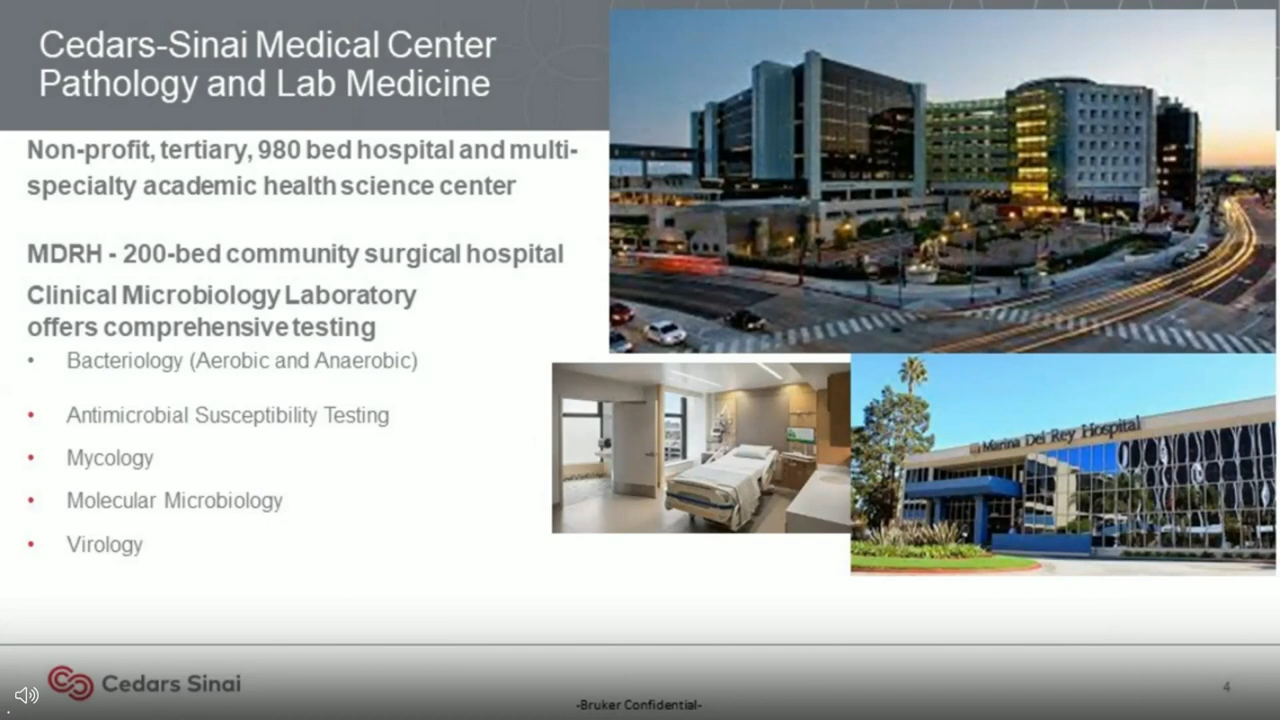 Cedars-Sinai Medical Center
Pathology and Lab Medicine
Non-profit, tertiary, 980 bed hospital and multi-
specialty academic health science center
MDRH - 200-bed community surgical hospital
Clinical Microbiology Laboratory
offers comprehensive testing
• Bacteriology (Aerobic and Anaerobic)
• Antimicrobial Susceptibility Testing
• Mycology
• Molecular Microbiology
• Virology
Marina Del Rey Hospital
Cedars Sinai
4
-Bruker Confidential-